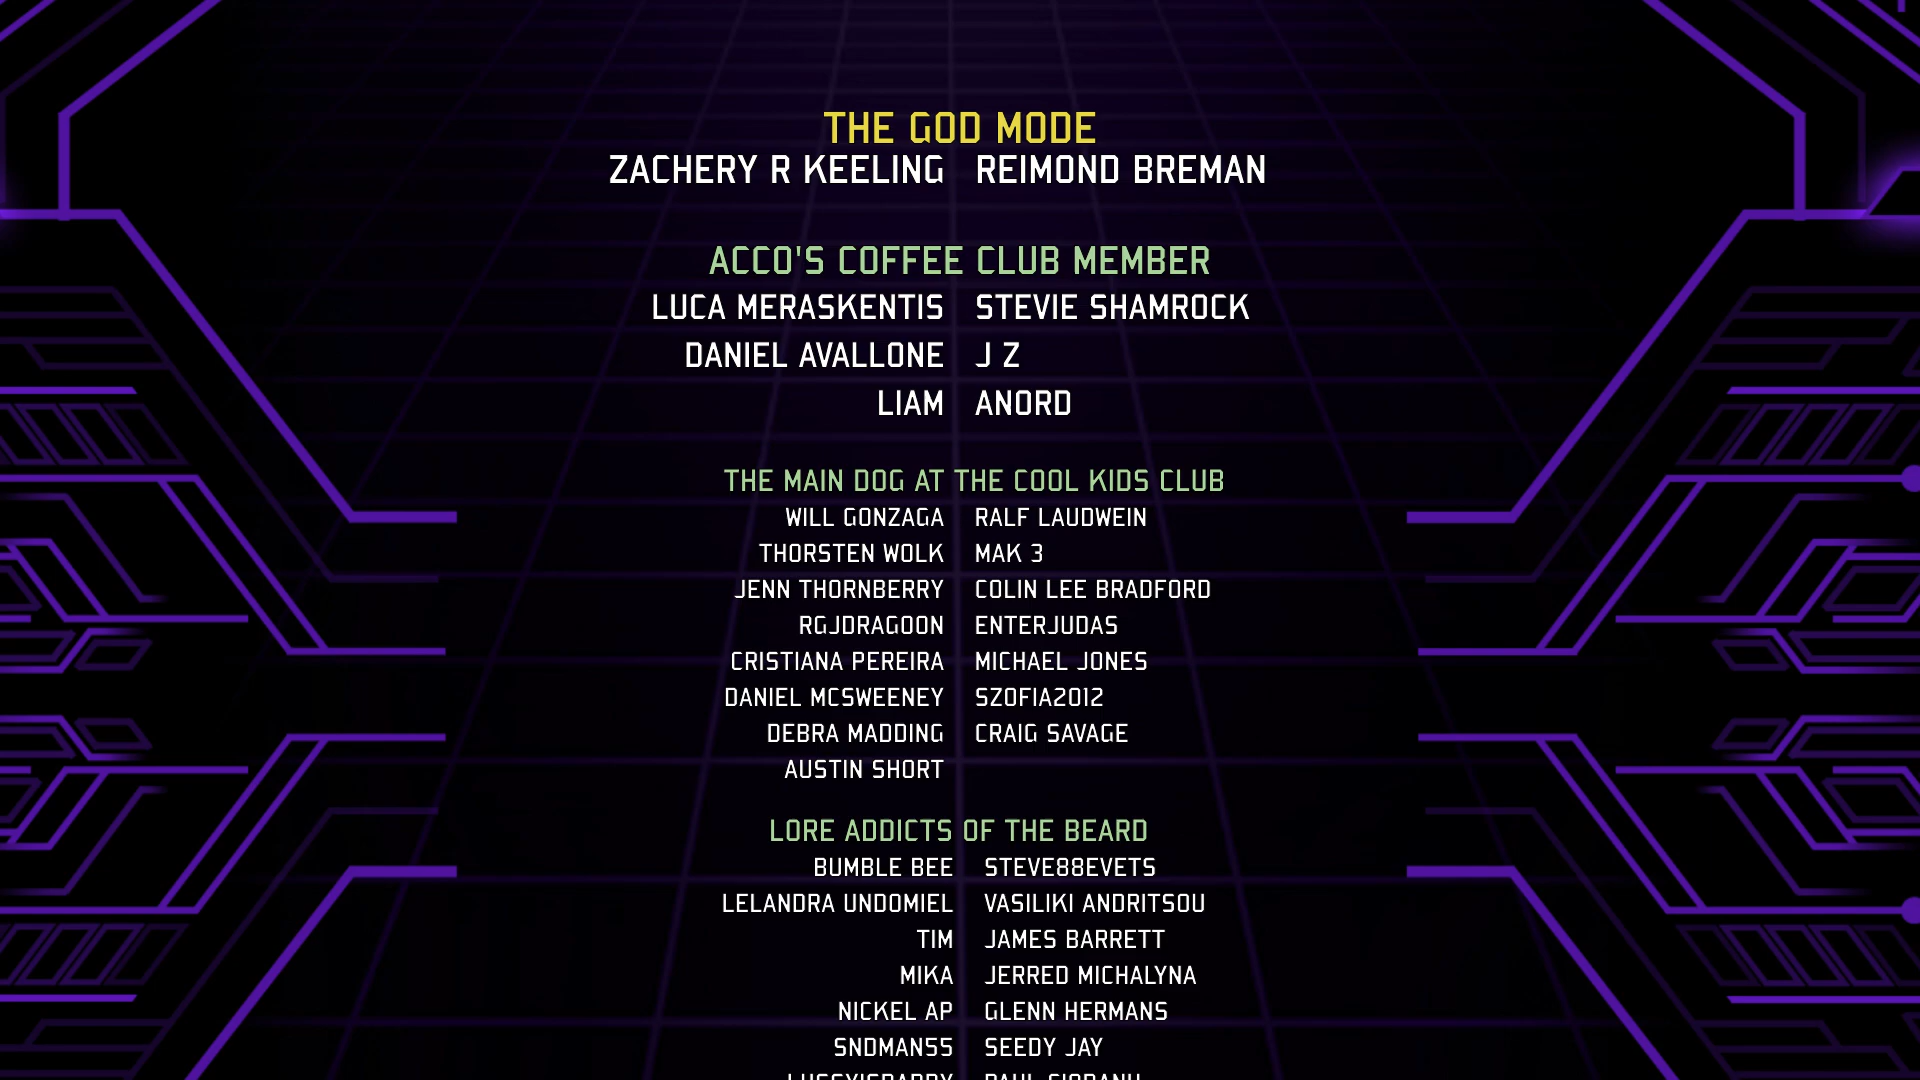 THE GOD MODE
ZACHERY R KEELING REIMOND BREMAN
ACCO'S COFFEE CLUB MEMBER
LUCA MERASKENTIS STEVIE SHAMROCK
DANIEL AVALLONE J Z
LIAM ANORD
THE MAIN DOG AT THE COOL KIDS CLUB
WILL GONZAGA RALF LAUDWEIN
THORSTEN WOLK MAK 3
JENN THORNBERRY COLIN LEE BRADFORD
RGJDRAGOON ENTERJUDAS
CRISTIANA PEREIRA MICHAEL JONES
DANIEL MCSWEENEY SZOFIA2012
DEBRA MADDING CRAIG SAVAGE
AUSTIN SHORT
LORE ADDICTS OF THE BEARD
BUMBLE BEE STEVE88EVETS
LELANDRA UNDOMIEL VASILIKI ANDRITSOU
TIM JAMES BARRETT
MIKA JERRED MICHALYNA
NICKEL AP GLENN HERMANS
SNDMAN55 SEEDY JAY